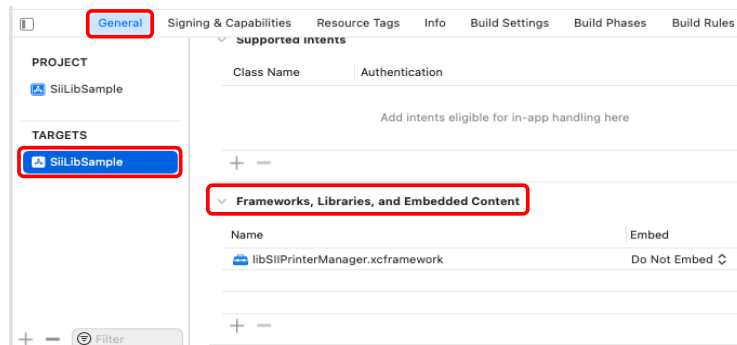 General Signing & Capabilities Resource Tags Info Build Settings Build Phases Build Rules
PROJECT
SiiLibSample
TARGETS
SiiLibSample
Filter
Supported Intents
Class Name Authentication
Add intents eligible for in-app handling here
Frameworks, Libraries, and Embedded Content
Name Embed
libSIIPrinterManager.xcframework Do Not Embed